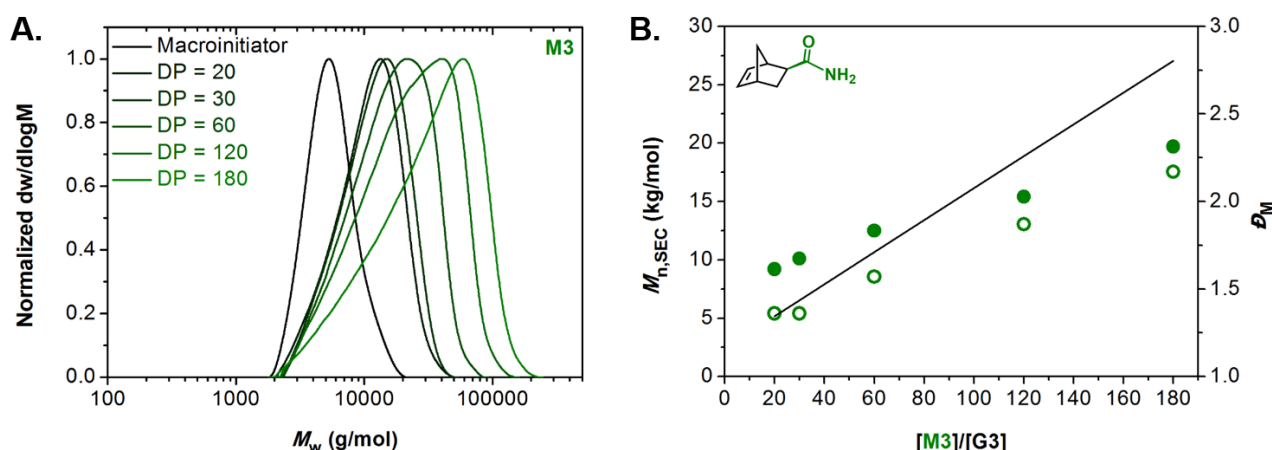 A.
M3
Macroinitiator
DP = 20
DP = 30
DP = 60
DP = 120
DP = 180
Normalized dw/dlogM
1.0
0.8
0.6
0.4
0.2
0.0
100 1000 10000 100000
Mw (g/mol)
B.
O
NH2
Mn,SEC (kg/mol)
30
25
20
15
10
5
0
0 20 40 60 80 100 120 140 160 180 200
[M3]/[G3]
3.0
2.5
2.0
1.5
1.0
ĐM